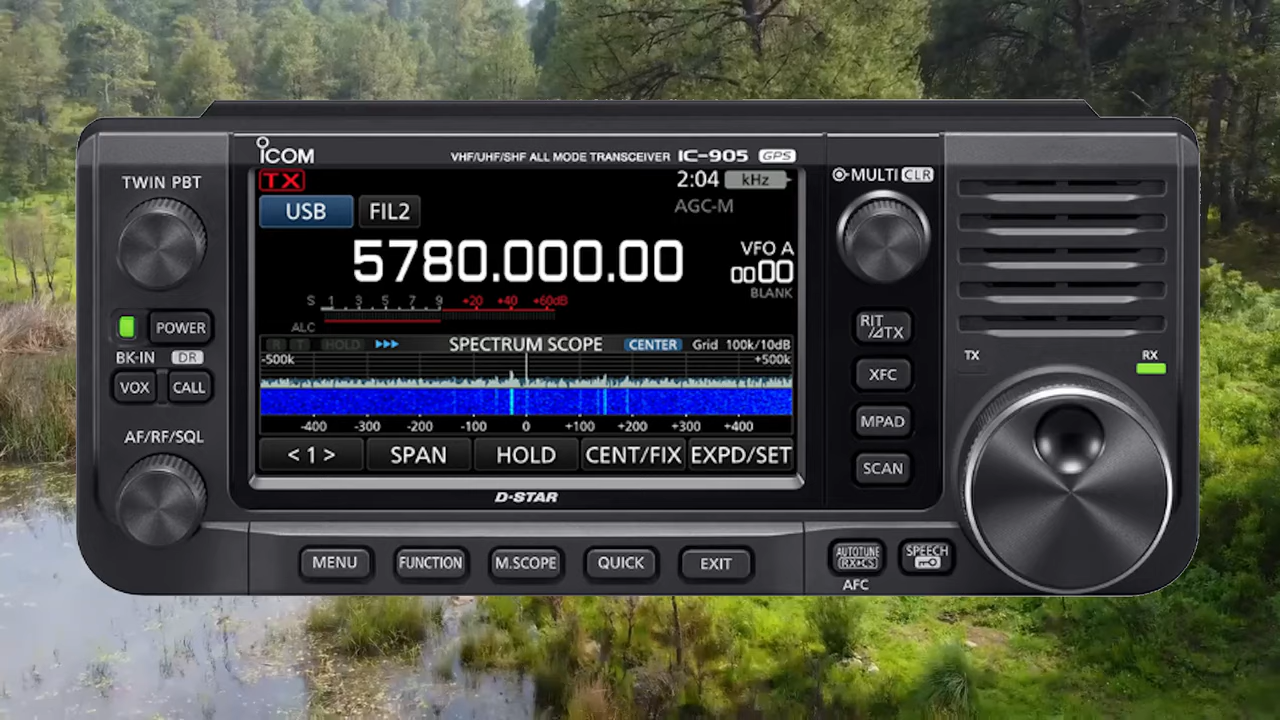 ICOM
VHF/UHF/SHF ALL MODE TRANSCEIVER IC-905 GPS
TWIN PBT
MULTI CLR
TX
2:04 kHz
USB FIL2
AGC-M
5780.000.00
VFO A
0000
BLANK
S 1 . 3 . 5 . 7 . 9 +20 +40 +60dB
ALC
R T HOLD SPECTRUM SCOPE CENTER Grid 100k/10dB
-500k +500k
-400 -300 -200 -100 0 +100 +200 +300 +400
< 1 > SPAN HOLD CENT/FIX EXPD/SET
D-STAR
POWER
BK-IN DR
VOX CALL
AF/RF/SQL
RIT
/⊿TX
XFC
MPAD
SCAN
TX RX
MENU FUNCTION M.SCOPE QUICK EXIT
AUTOTUNE
RX→CS
AFC
SPEECH